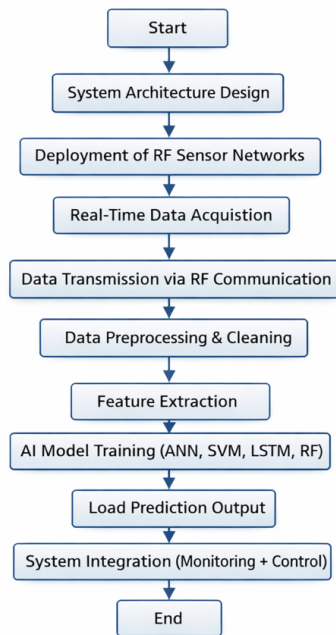 Start
System Architecture Design
Deployment of RF Sensor Networks
Real-Time Data Acquistion
Data Transmission via RF Communication
Data Preprocessing & Cleaning
Feature Extraction
AI Model Training (ANN, SVM, LSTM, RF)
Load Prediction Output
System Integration (Monitoring + Control)
End